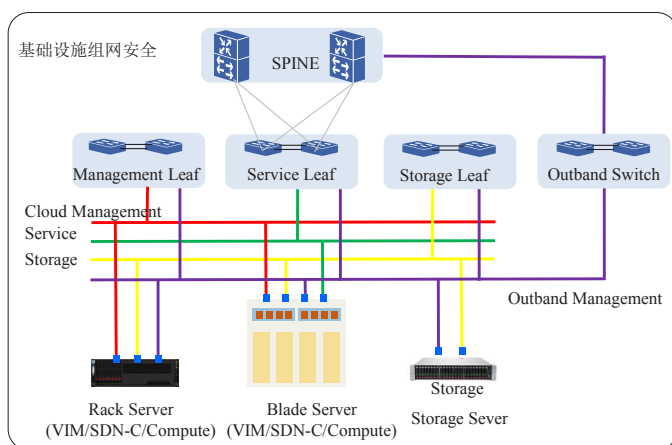 基础设施组网安全
SPINE
Management Leaf
Service Leaf
Storage Leaf
Outband Switch
Cloud Management
Service
Storage
Outband Management
Storage
Rack Server
(VIM/SDN-C/Compute)
Blade Server
(VIM/SDN-C/Compute)
Storage Sever